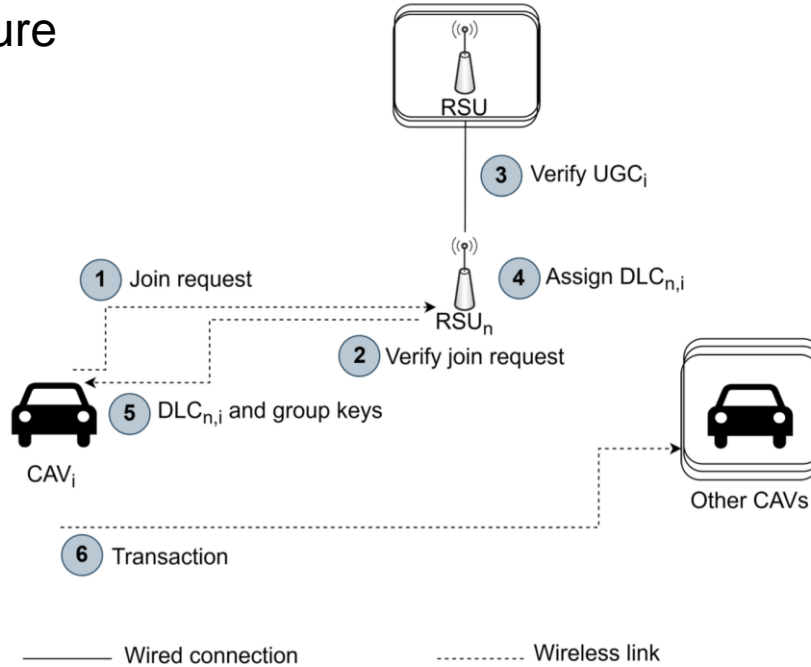 ure
RSU
3 Verify UGCi
1 Join request
4 Assign DLCn,i
RSUn
2 Verify join request
5 DLCn,i and group keys
CAVi
Other CAVs
6 Transaction
Wired connection
Wireless link